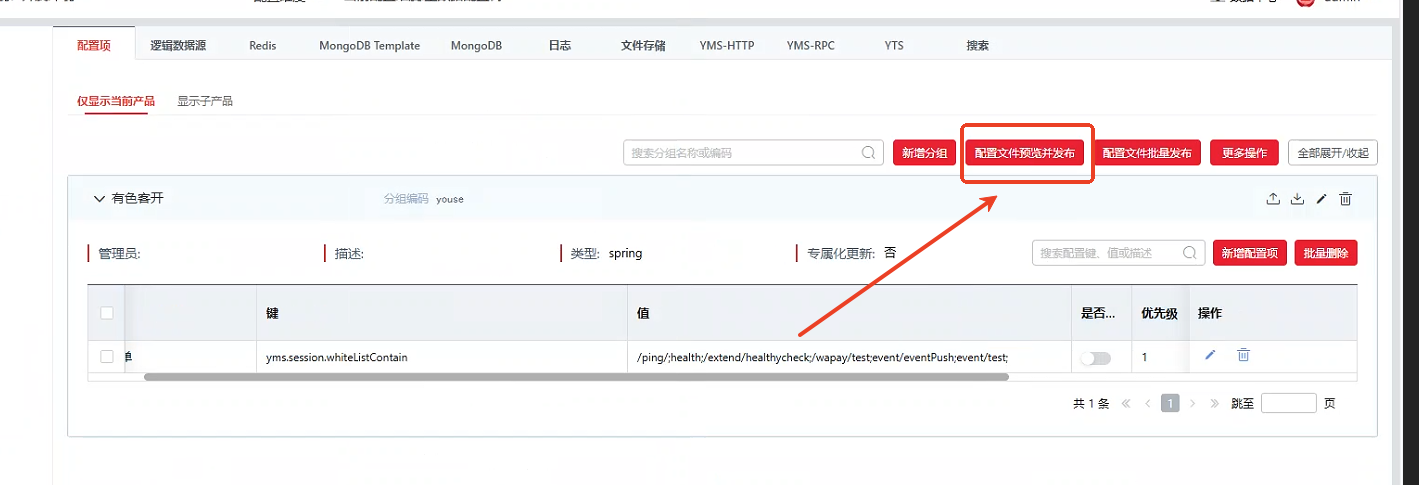 配置项 逻辑数据源 Redis MongoDB Template MongoDB 日志 文件存储 YMS-HTTP YMS-RPC YTS 搜索
仅显示当前产品 显示子产品
搜索分组名称或编码 新增分组 配置文件预览并发布 配置文件批量发布 更多操作 全部展开/收起
有色客开 分组编码 youse
管理员: 描述: 类型: spring 专属化更新: 否 搜索配置键、值或描述 新增配置项 批量删除
键 值 是否... 优先级 操作
单 yms.session.whiteListContain /ping/;health;/extend/healthycheck;/wapay/test;event/eventPush;event/test; 1
共 1 条 1 跳至 页